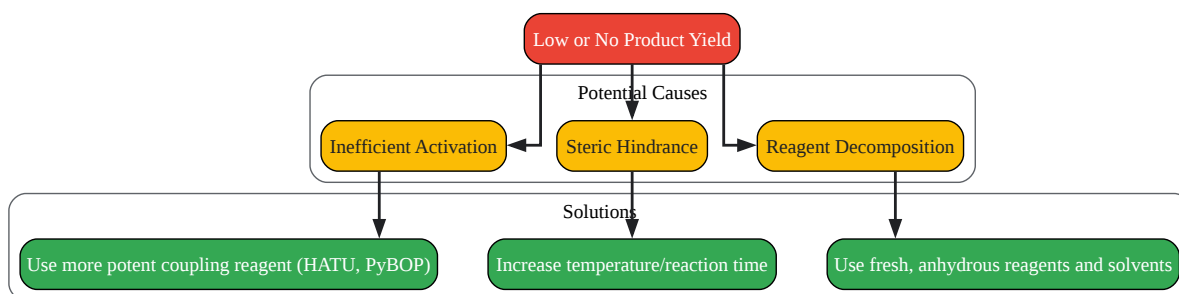 Low or No Product Yield
Potential Causes
Inefficient Activation
Steric Hindrance
Reagent Decomposition
Solutions
Use more potent coupling reagent (HATU, PyBOP)
Increase temperature/reaction time
Use fresh, anhydrous reagents and solvents